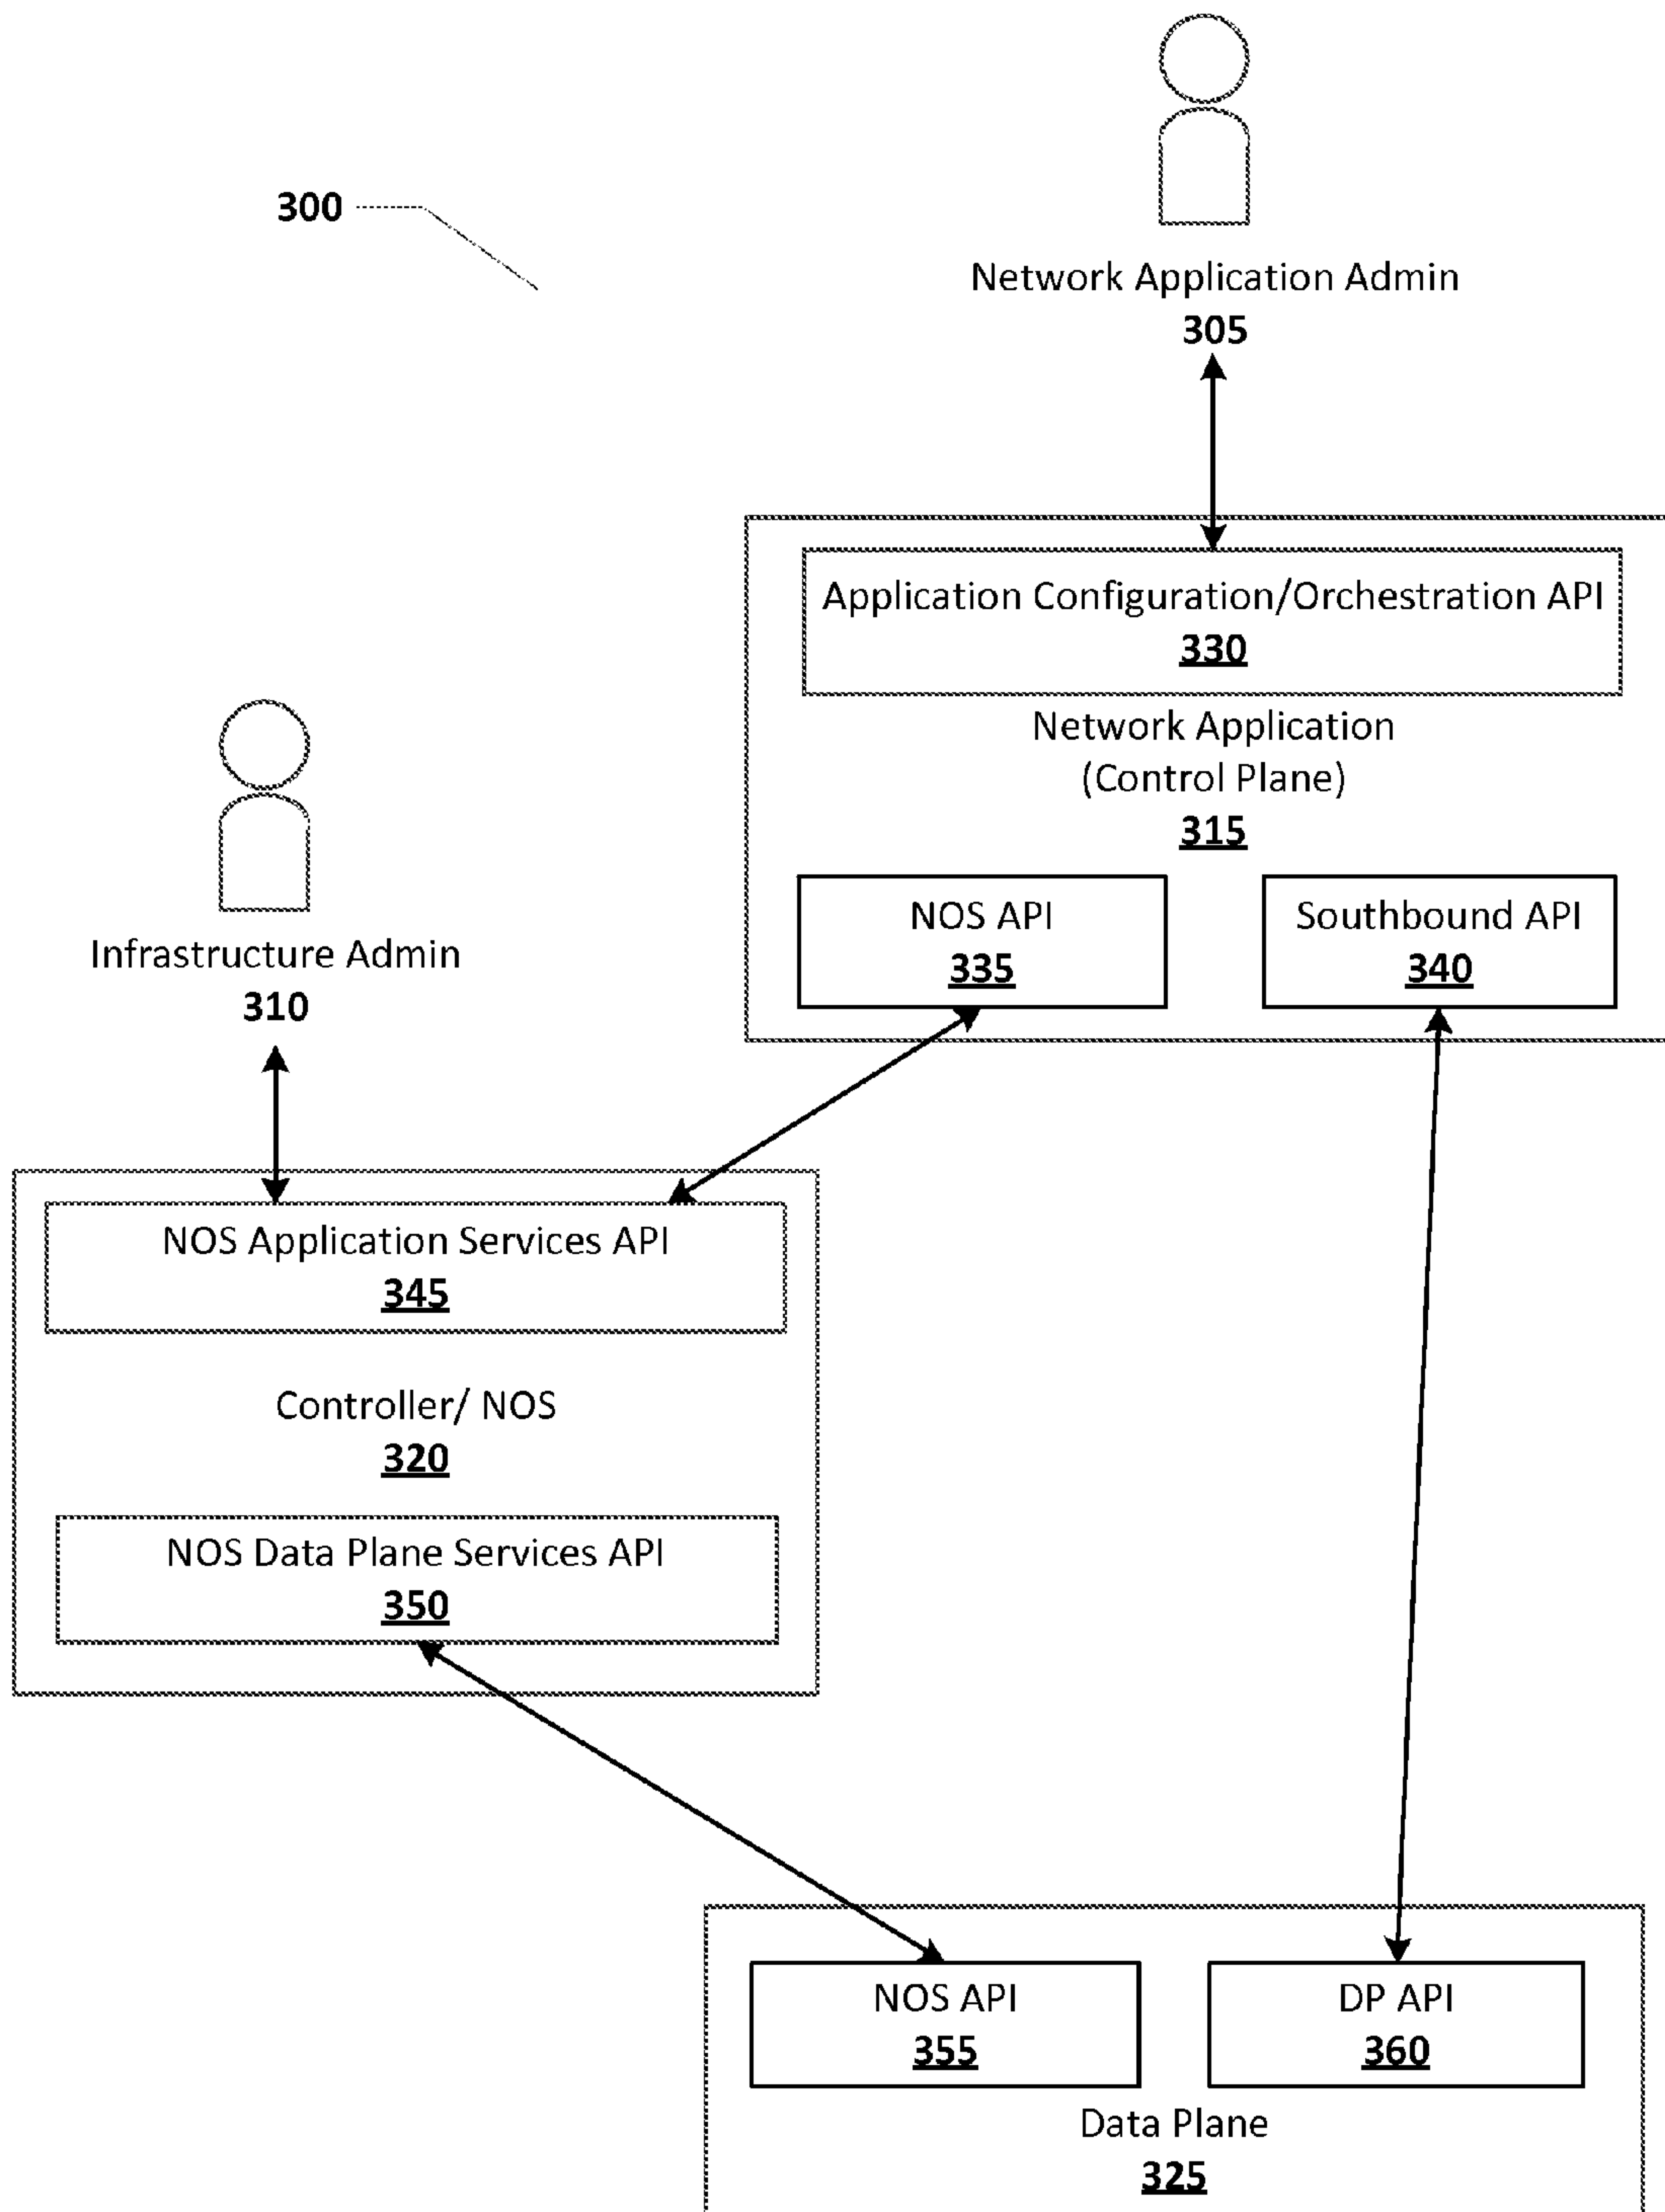 300
Network Application Admin
305
Application Configuration/Orchestration API
330
Network Application
(Control Plane)
315
NOS API
335
Southbound API
340
Infrastructure Admin
310
NOS Application Services API
345
Controller/ NOS
320
NOS Data Plane Services API
350
NOS API
355
DP API
360
Data Plane
325